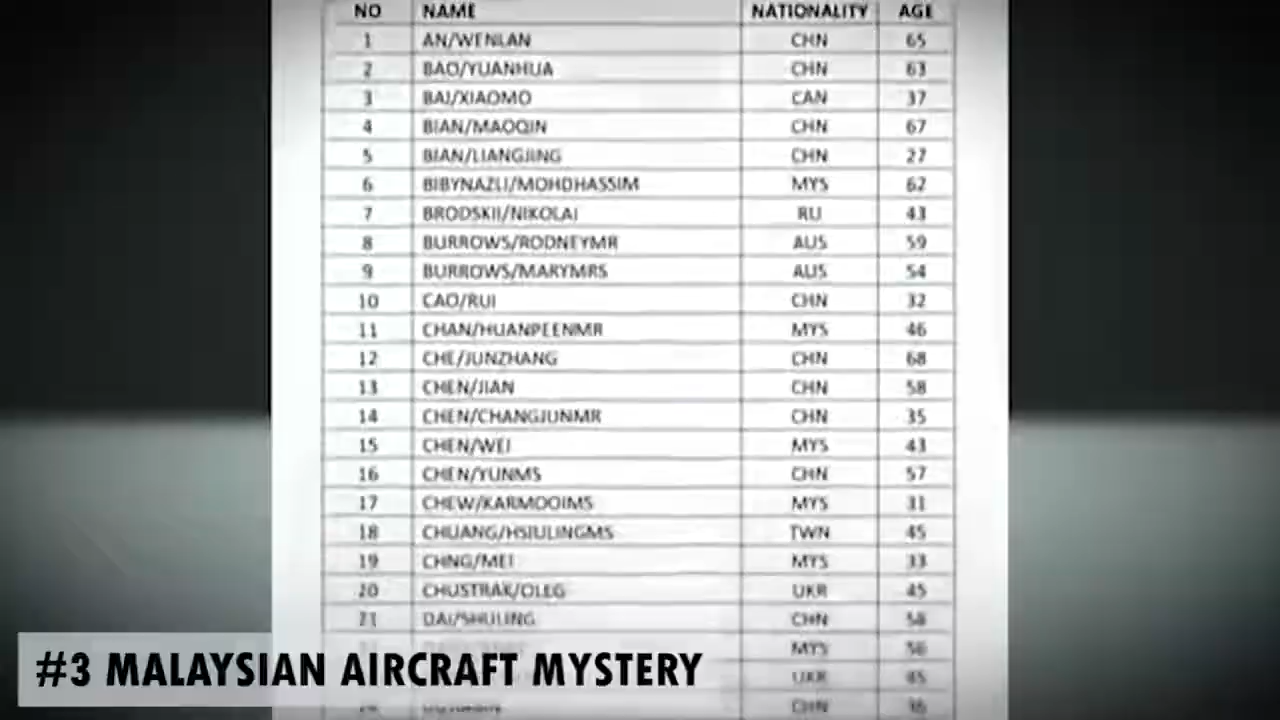 NO NAME NATIONALITY AGE
1 AN/WENLAN CHN 65
2 BAO/YUANHUA CHN 63
3 BAI/XIAOMO CAN 37
4 BIAN/MAOQIN CHN 67
5 BIAN/LIANGJING CHN 27
6 BIBYNAZLI/MOHDHASSIM MYS 62
7 BRODSKII/NIKOLAI RU 43
8 BURROWS/RODNEYMR AUS 59
9 BURROWS/MARYMRS AUS 54
10 CAO/RUI CHN 32
11 CHAN/HUANPEENMR MYS 46
12 CHE/JUNZHANG CHN 68
13 CHEN/JIAN CHN 58
14 CHEN/CHANGJUNMR CHN 35
15 CHEN/WEI MYS 43
16 CHEN/YUNMS CHN 57
17 CHEW/KARMOOIMS MYS 31
18 CHUANG/HSIULINGMS TWN 45
19 CHNG/MEI MYS 33
20 CHUSTRAK/OLEG UKR 45
21 DAI/SHULING CHN 58
MYS 56
UKR 45
CHN 36
#3 MALAYSIAN AIRCRAFT MYSTERY